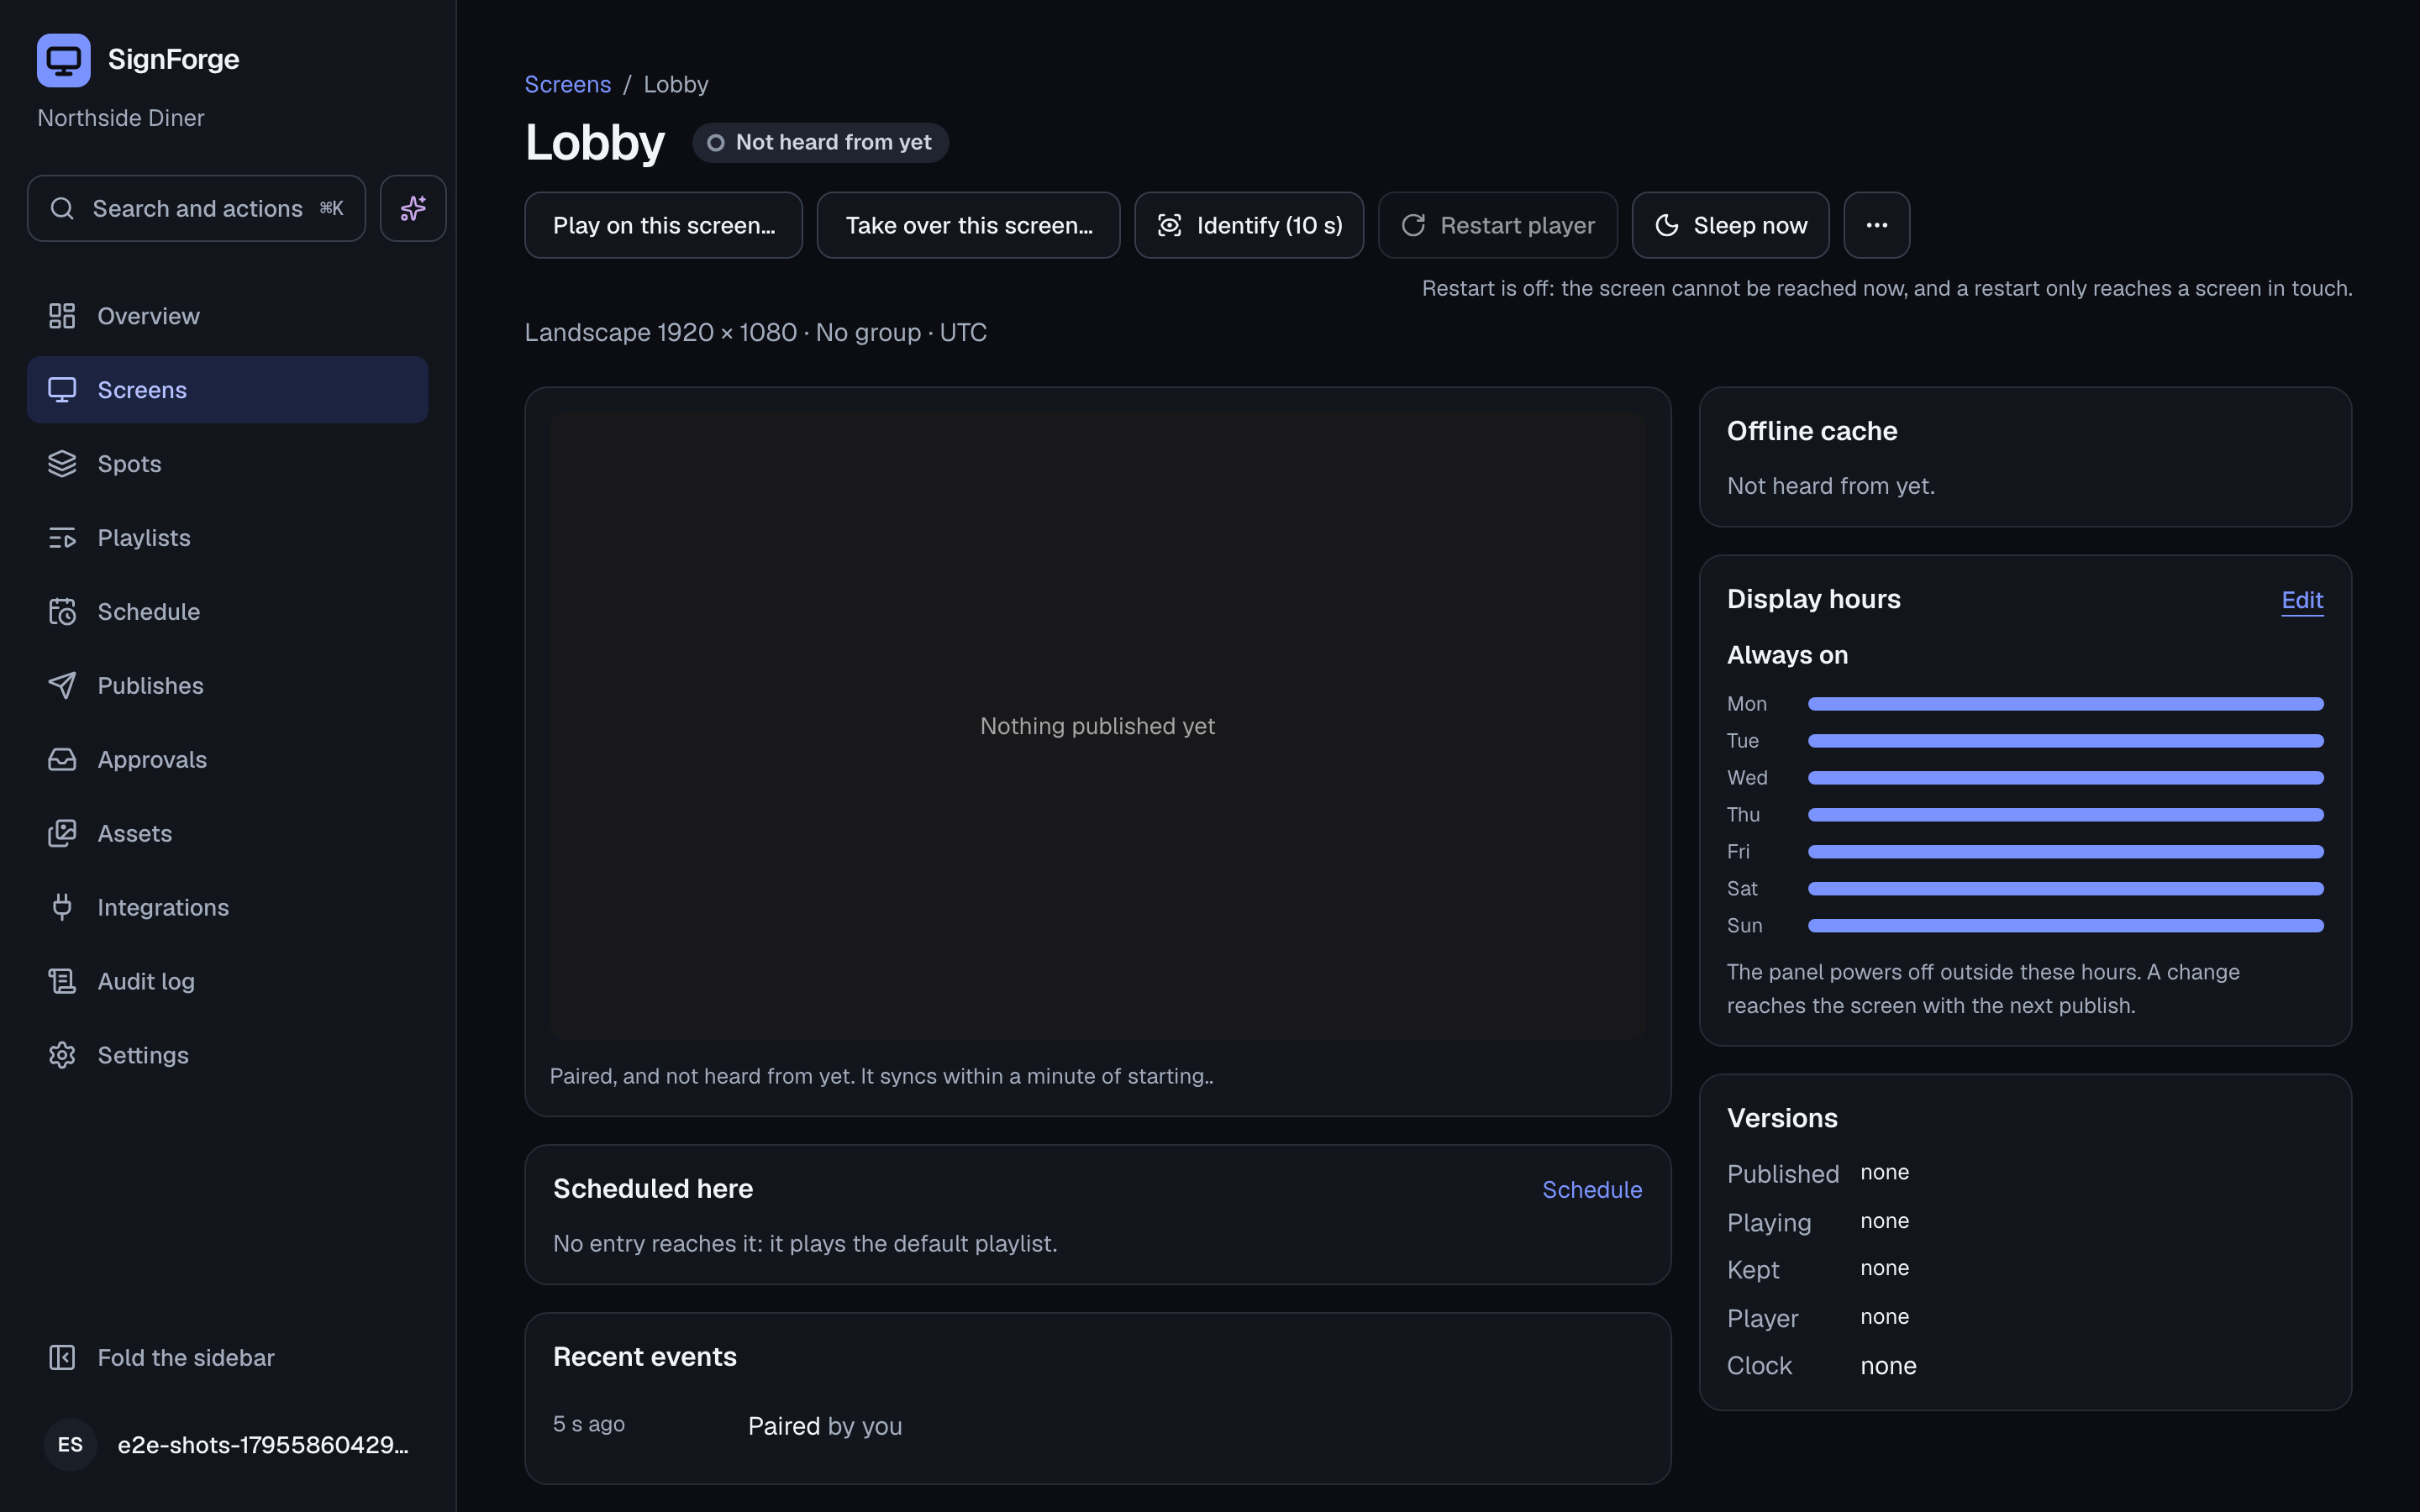 SignForge
Northside Diner
Search and actions ⌘K
Overview
Screens
Spots
Playlists
Schedule
Publishes
Approvals
Assets
Integrations
Audit log
Settings
Fold the sidebar
ES e2e-shots-17955860429...
Screens / Lobby
Lobby Not heard from yet
Play on this screen... Take over this screen... Identify (10 s) Restart player Sleep now
Restart is off: the screen cannot be reached now, and a restart only reaches a screen in touch.
Landscape 1920 × 1080 · No group · UTC
Nothing published yet
Paired, and not heard from yet. It syncs within a minute of starting..
Scheduled here Schedule
No entry reaches it: it plays the default playlist.
Recent events
5 s ago Paired by you
Offline cache
Not heard from yet.
Display hours Edit
Always on
Mon
Tue
Wed
Thu
Fri
Sat
Sun
The panel powers off outside these hours. A change
reaches the screen with the next publish.
Versions
Published none
Playing none
Kept none
Player none
Clock none